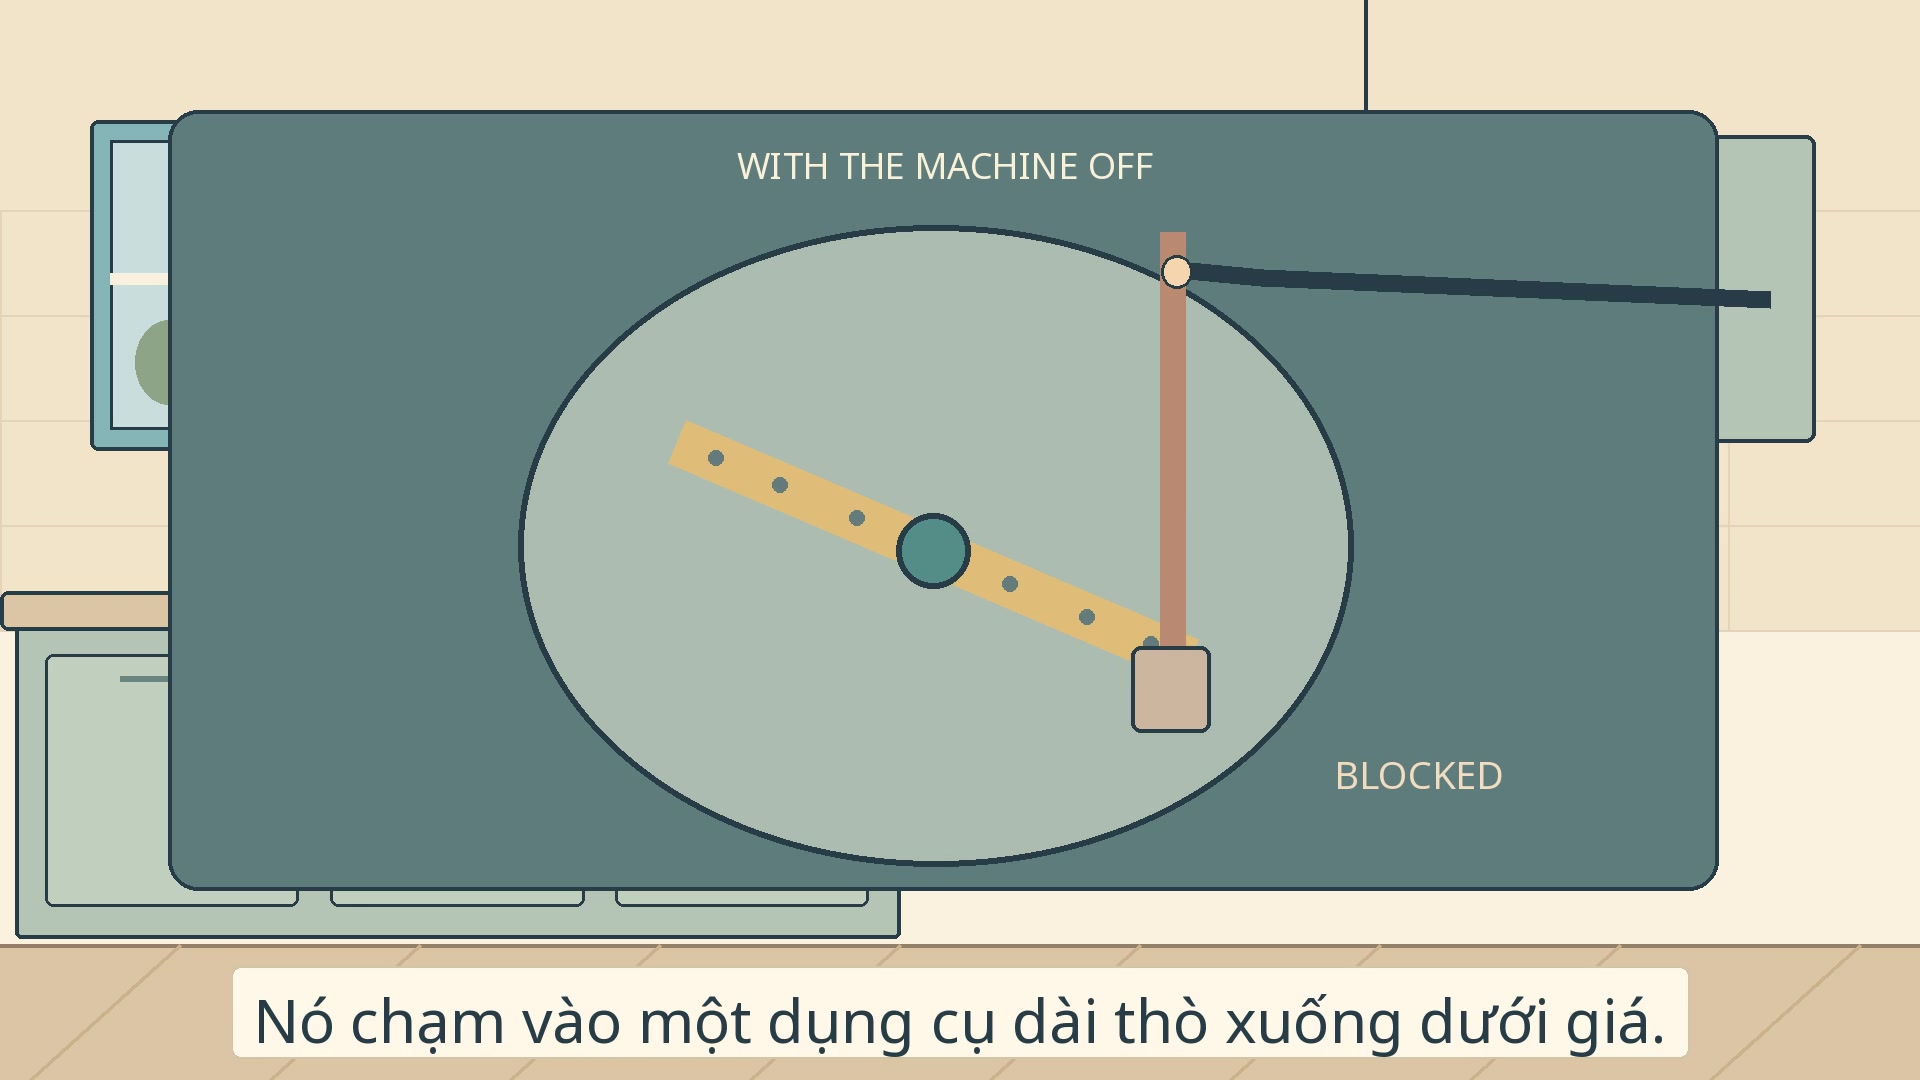 WITH THE MACHINE OFF
BLOCKED
Nó chạm vào một dụng cụ dài thò xuống dưới giá.